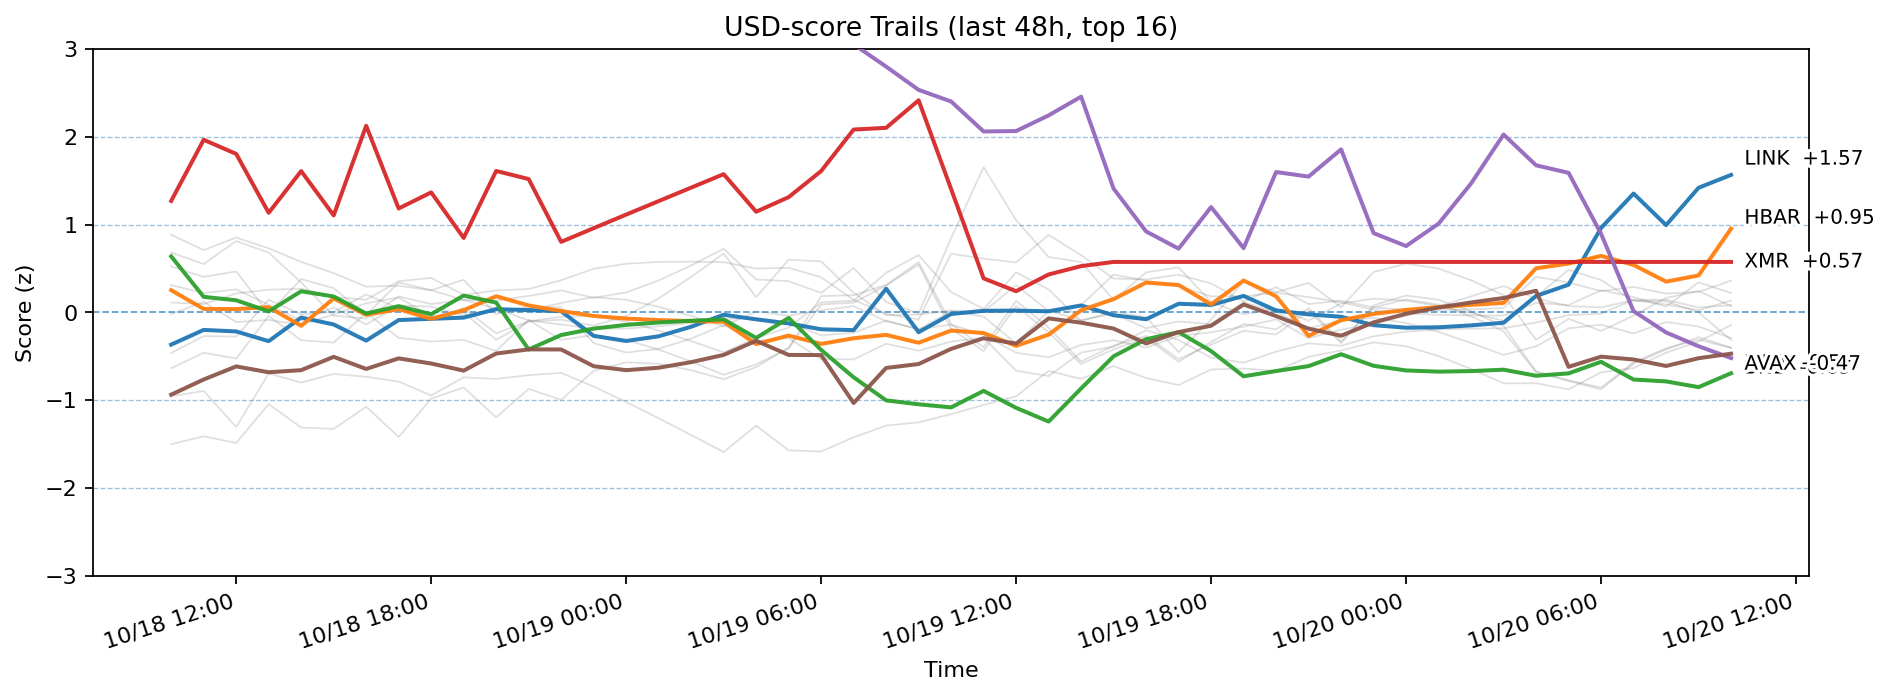 USD-score Trails (last 48h, top 16)
3
2
1
0
−1
−2
−3
Score (z)
LINK +1.57
HBAR +0.95
XMR +0.57
AVAX -0.47
10/18 12:00
10/18 18:00
10/19 00:00
10/19 06:00
10/19 12:00
10/19 18:00
10/20 00:00
10/20 06:00
10/20 12:00
Time